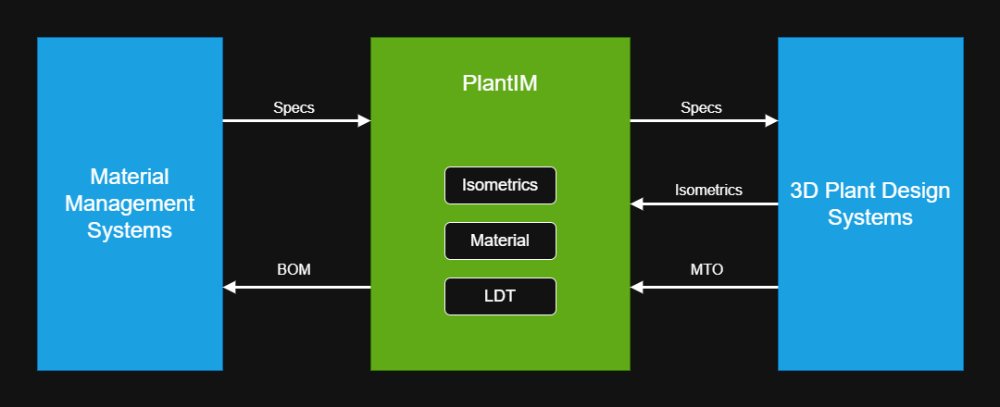 PlantIM
Specs
Specs
Material
Management
Systems
Isometrics
Isometrics
3D Plant Design
Systems
Material
BOM
MTO
LDT